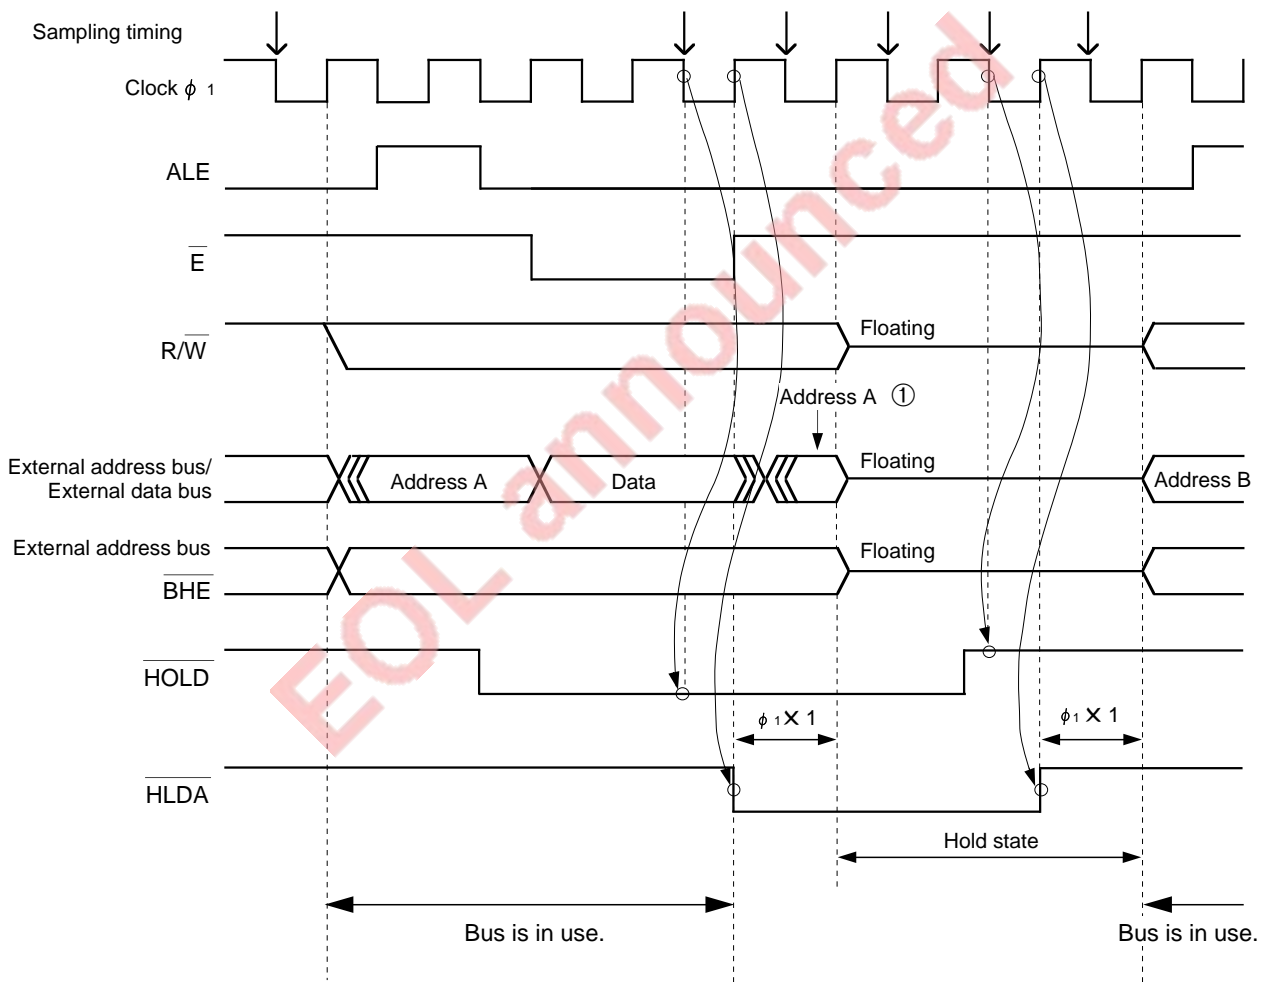 Sampling timing
Clock ϕ 1
ALE
E
R/W
Floating
Address A ①
External address bus/
External data bus
Address A
Data
Floating
Address B
External address bus
BHE
Floating
HOLD
ϕ 1 × 1
ϕ 1 × 1
HLDA
Hold state
Bus is in use.
Bus is in use.
EOL announced